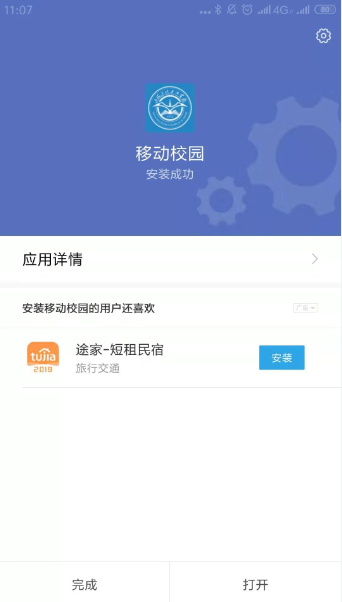 11:07
4G
80
移动校园
安装成功
应用详情
安装移动校园的用户还喜欢
广告
tujia
2019
途家-短租民宿
旅行交通
安装
完成
打开